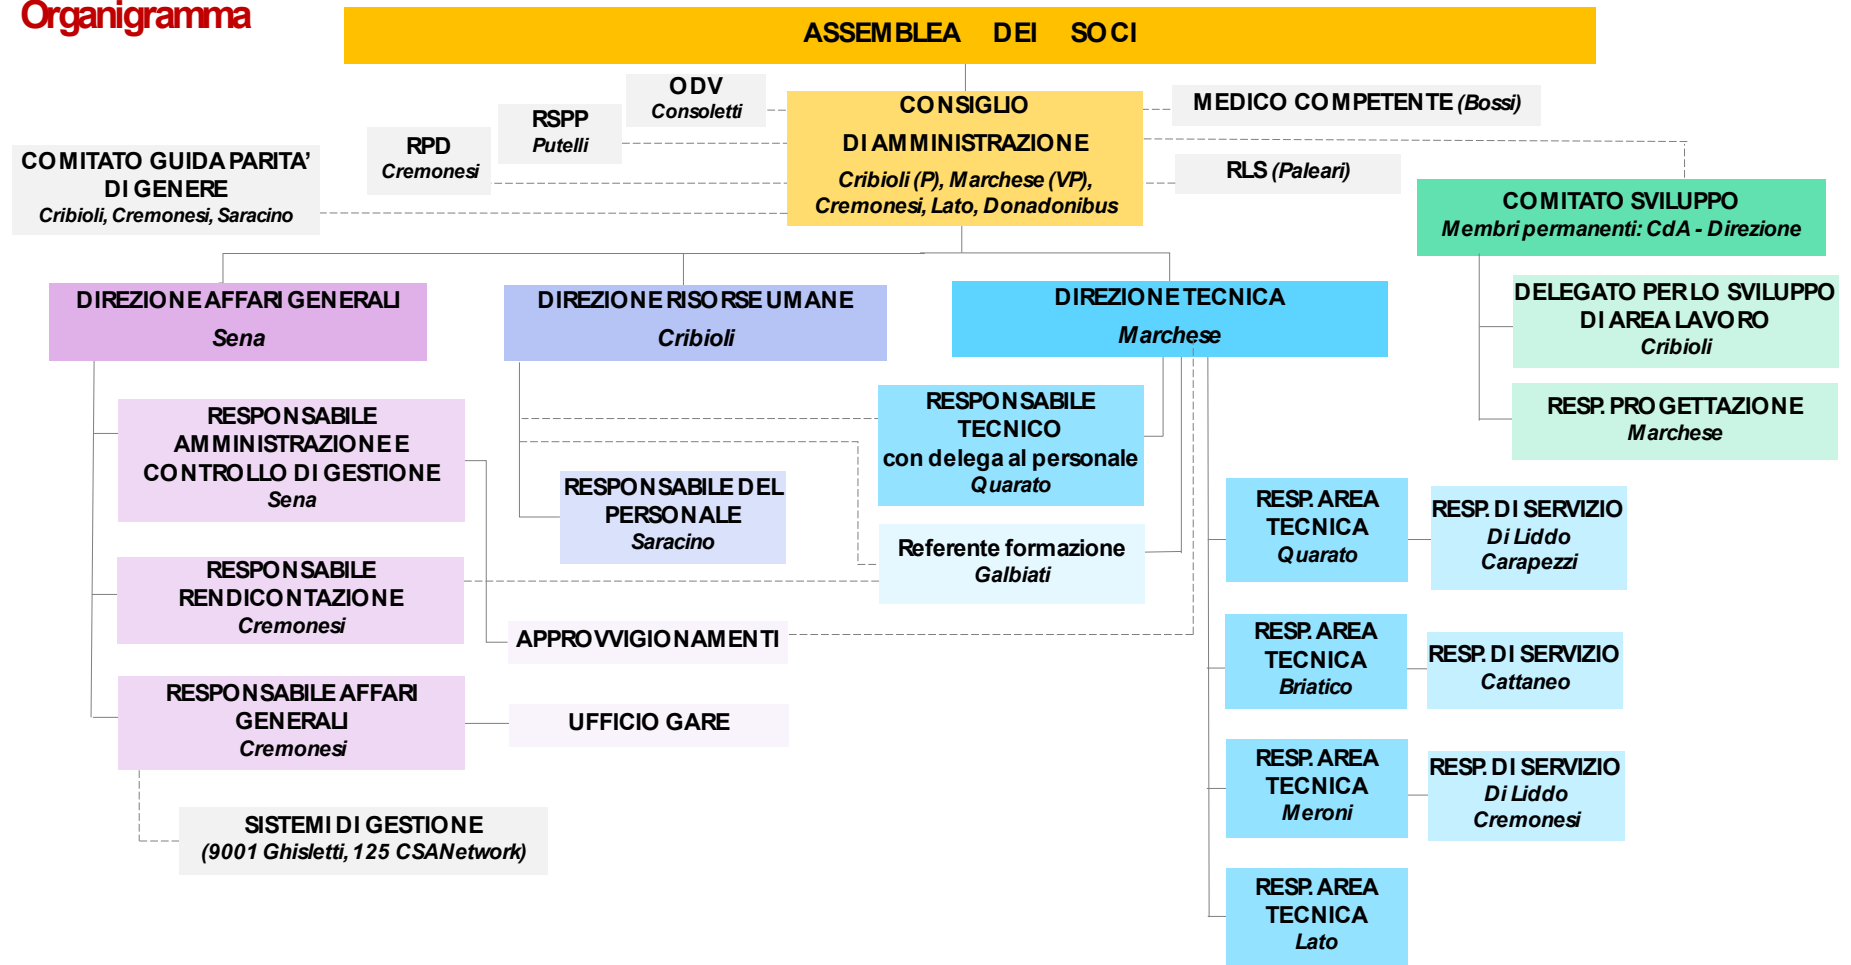 Organigramma
ASSEMBLEA DEI SOCI
ODV
Consoletti
RSPP
Putelli
RPD
Cremonesi
COMITATO GUIDA PARITA’
DI GENERE
Cribioli, Cremonesi, Saracino
CONSIGLIO
DI AMMINISTRAZIONE
Cribioli (P), Marchese (VP),
Cremonesi, Lato, Donadonibus
MEDICO COMPETENTE (Bossi)
RLS (Paleari)
COMITATO SVILUPPO
Membri permanenti: CdA - Direzione
DELEGATO PER LO SVILUPPO
DI AREA LAVORO
Cribioli
RESP. PROGETTAZIONE
Marchese
DIREZIONE AFFARI GENERALI
Sena
RESPONSABILE
AMMINISTRAZIONE E
CONTROLLO DI GESTIONE
Sena
RESPONSABILE
RENDICONTAZIONE
Cremonesi
RESPONSABILE AFFARI
GENERALI
Cremonesi
SISTEMI DI GESTIONE
(9001 Ghisletti, 125 CSANetwork)
APPROVVIGIONAMENTI
UFFICIO GARE
DIREZIONE RISORSE UMANE
Cribioli
RESPONSABILE DEL
PERSONALE
Saracino
DIREZIONE TECNICA
Marchese
RESPONSABILE
TECNICO
con delega al personale
Quarato
Referente formazione
Galbiati
RESP. AREA
TECNICA
Quarato
RESP. DI SERVIZIO
Di Liddo
Carapezzi
RESP. AREA
TECNICA
Briatico
RESP. DI SERVIZIO
Cattaneo
RESP. AREA
TECNICA
Meroni
RESP. DI SERVIZIO
Di Liddo
Cremonesi
RESP. AREA
TECNICA
Lato